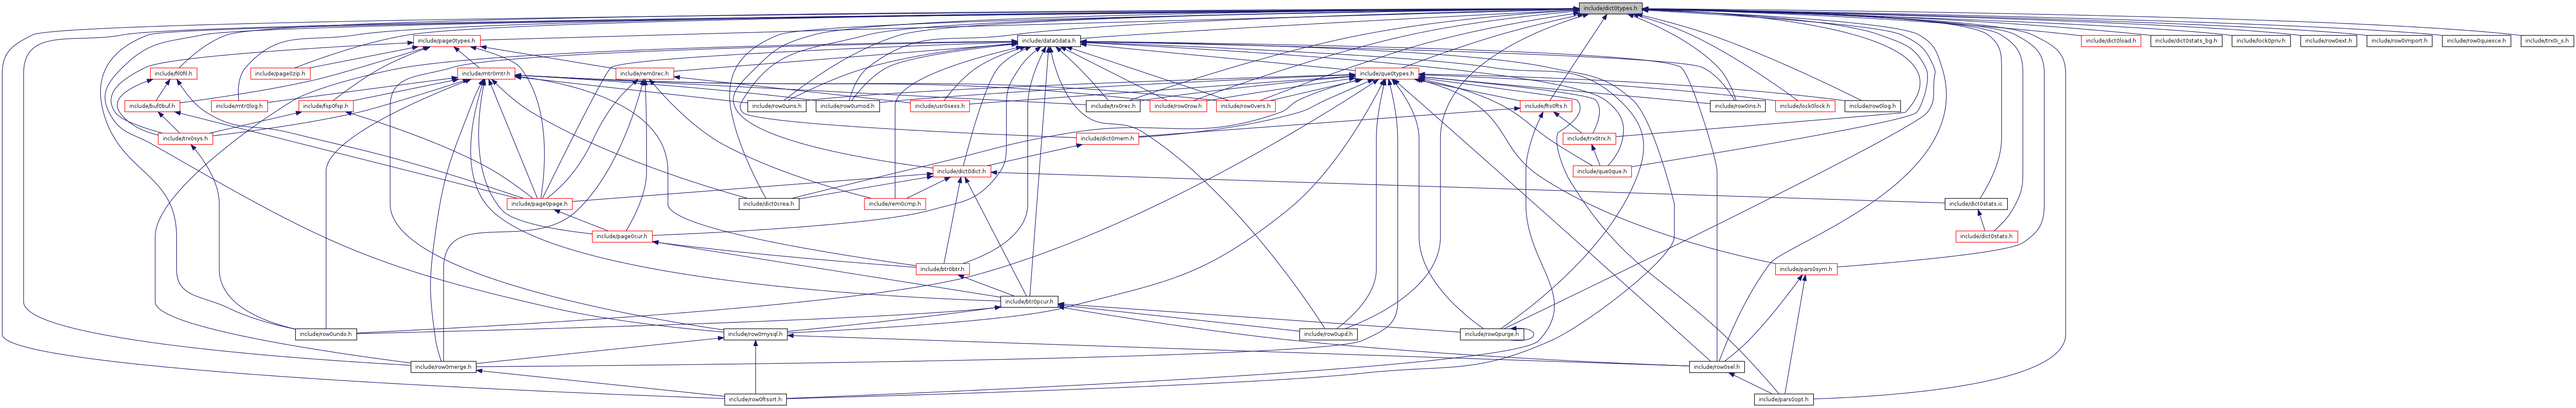 include/dict0types.h
include/page0types.h
include/data0data.h
include/dict0load.h
include/dict0stats_bg.h
include/lock0priv.h
include/row0ext.h
include/row0import.h
include/row0quiesce.h
include/trx0i_s.h
include/fil0fil.h
include/page0zip.h
include/mtr0mtr.h
include/rem0rec.h
include/que0types.h
include/buf0buf.h
include/mtr0log.h
include/fsp0fsp.h
include/row0uins.h
include/row0umod.h
include/usr0sess.h
include/trx0rec.h
include/row0row.h
include/row0vers.h
include/fts0fts.h
include/row0ins.h
include/lock0lock.h
include/row0log.h
include/trx0sys.h
include/dict0mem.h
include/trx0trx.h
include/dict0dict.h
include/que0que.h
include/page0page.h
include/dict0crea.h
include/rem0cmp.h
include/dict0stats.ic
include/page0cur.h
include/dict0stats.h
include/btr0btr.h
include/pars0sym.h
include/btr0pcur.h
include/row0undo.h
include/row0mysql.h
include/row0upd.h
include/row0purge.h
include/row0merge.h
include/row0sel.h
include/row0ftsort.h
include/pars0opt.h